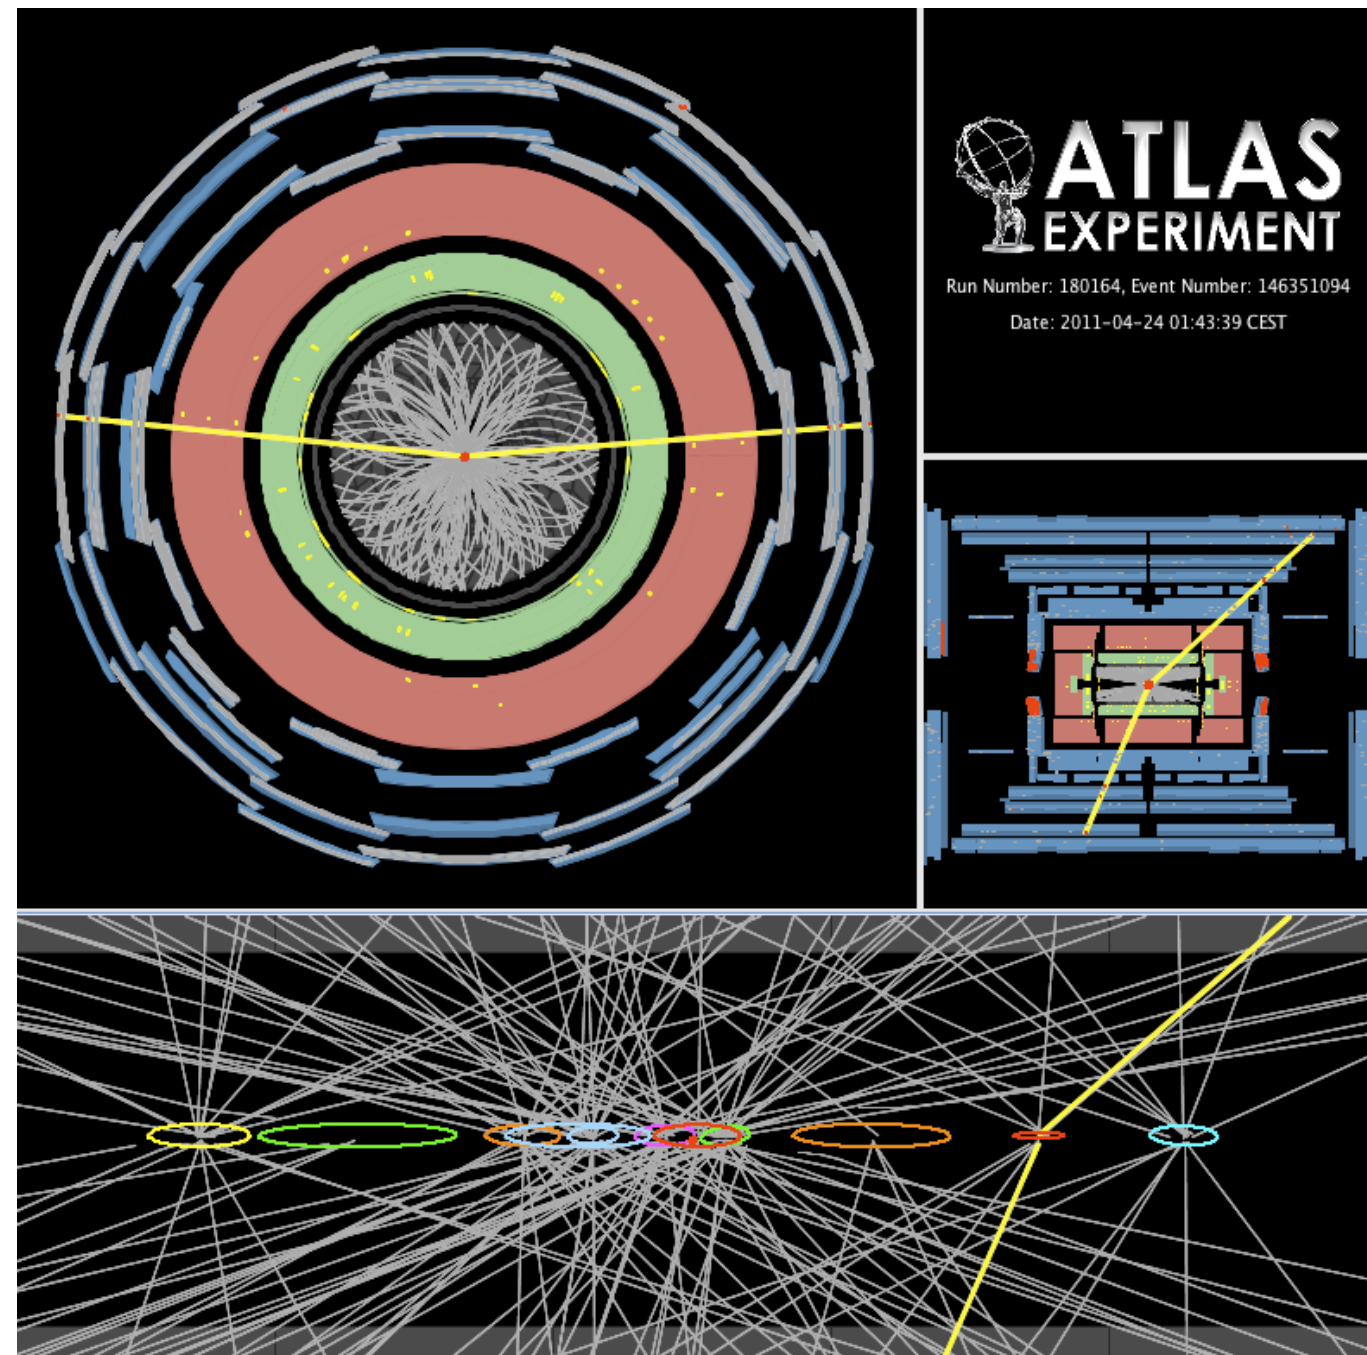 ATLAS
EXPERIMENT
Run Number: 180164, Event Number: 146351094
Date: 2011-04-24 01:43:39 CEST